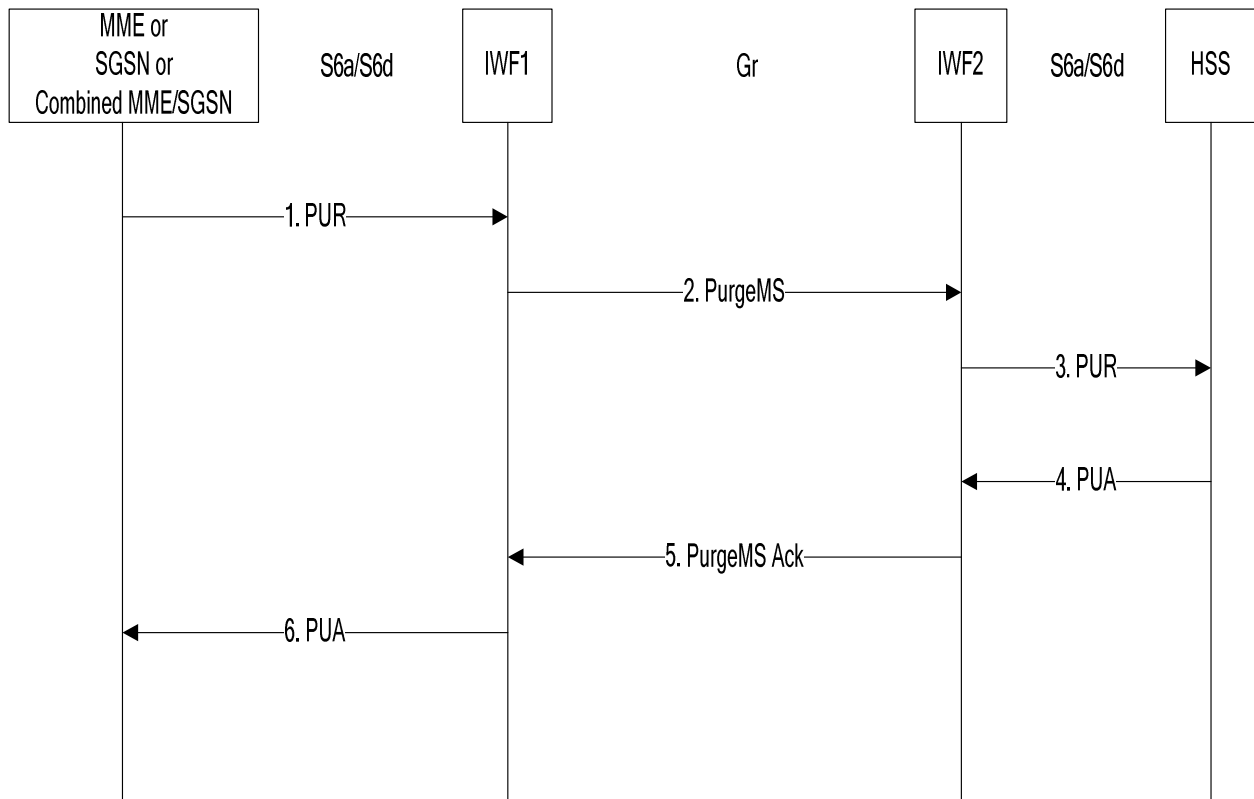 MME or
SGSN or
Combined MME/SGSN
S6a/S6d
IWF1
Gr
IWF2
S6a/S6d
HSS
1. PUR
2. PurgeMS
3. PUR
4. PUA
5. PurgeMS Ack
6. PUA